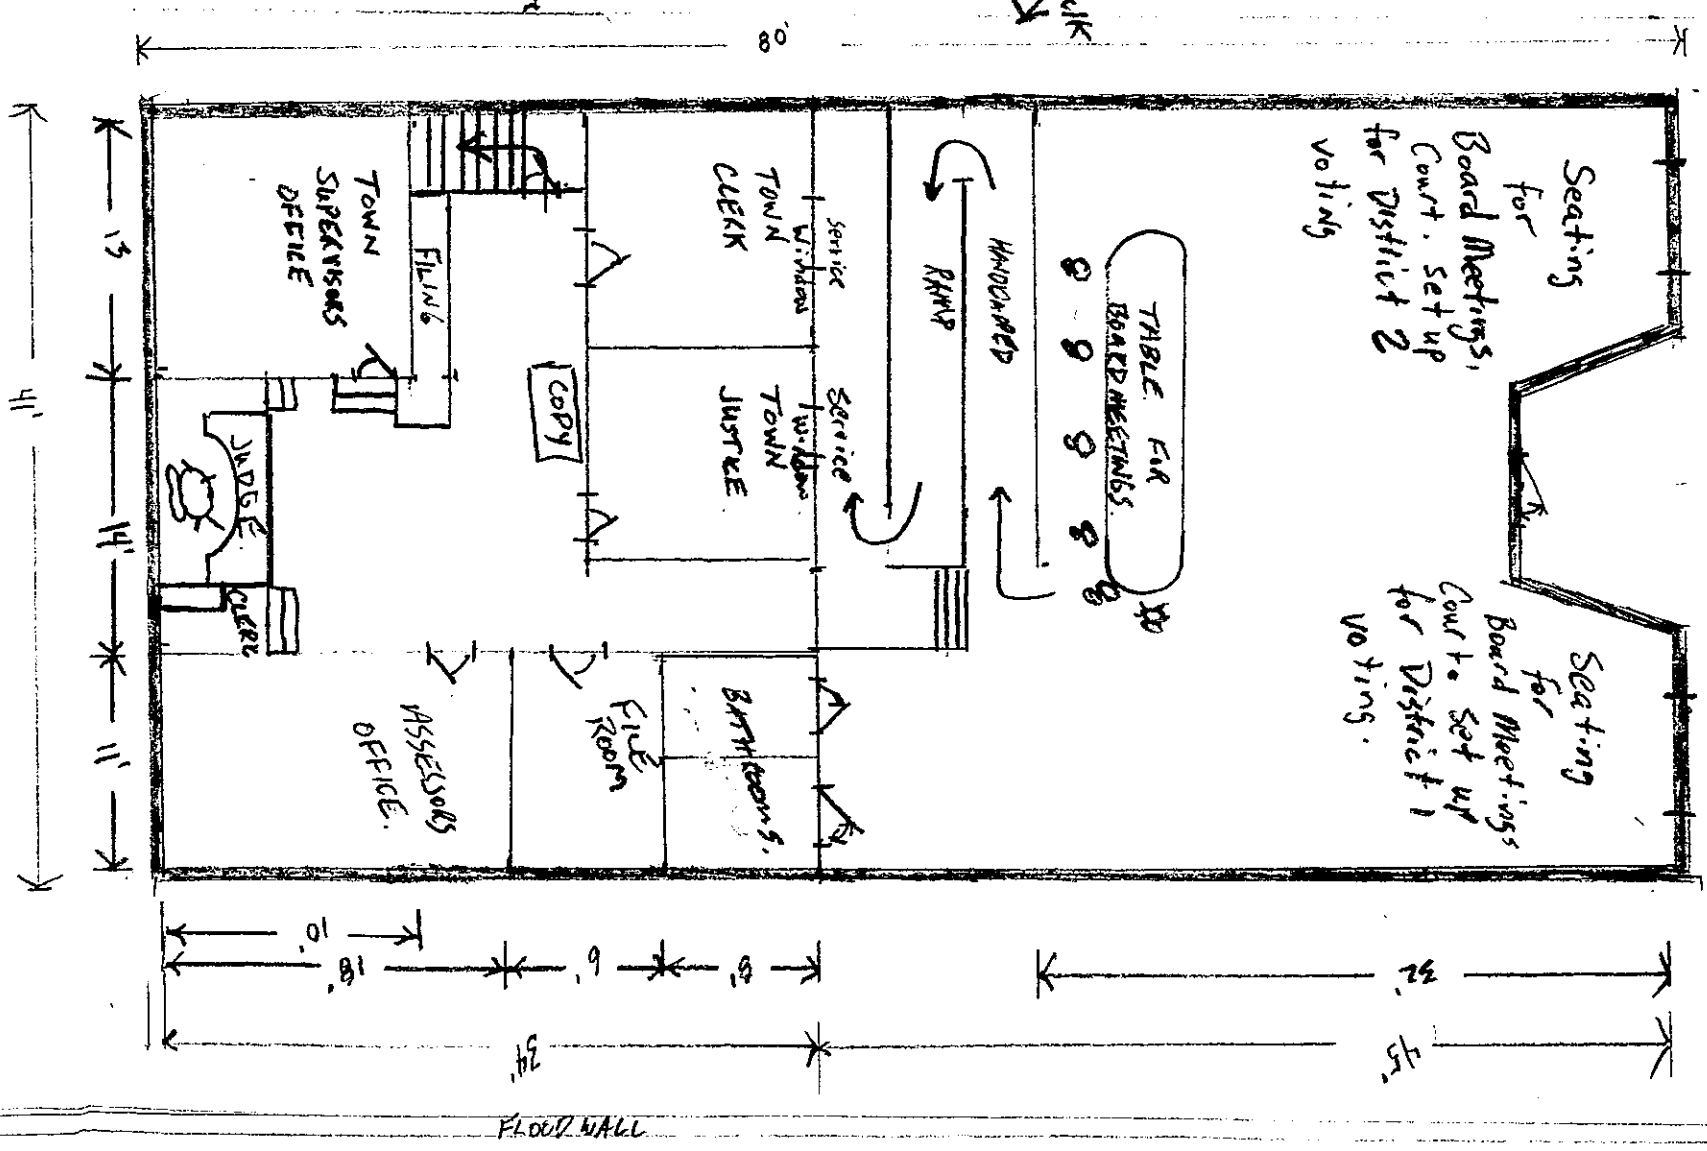 80'
41'
13
14'
11'
TOWN
SUPERVISORS
OFFICE
FILING
TOWN
CLERK
Service
Window
COPY
TOWN
JUSTICE
Service
Window
RAMP
HANDICAPED
TABLE FOR
BOARD MEETINGS
Seating
for
Board Meetings,
Court. Set up
for District 2
voting
JUDGE
CLERK
ASSESSORS
OFFICE.
FILE
ROOM
BATHROOMS.
Seating
for
Board Meetings
Court. Set up
for District 1
voting.
10'
18'
6'
8'
32'
34'
45'
FLOOD WALL